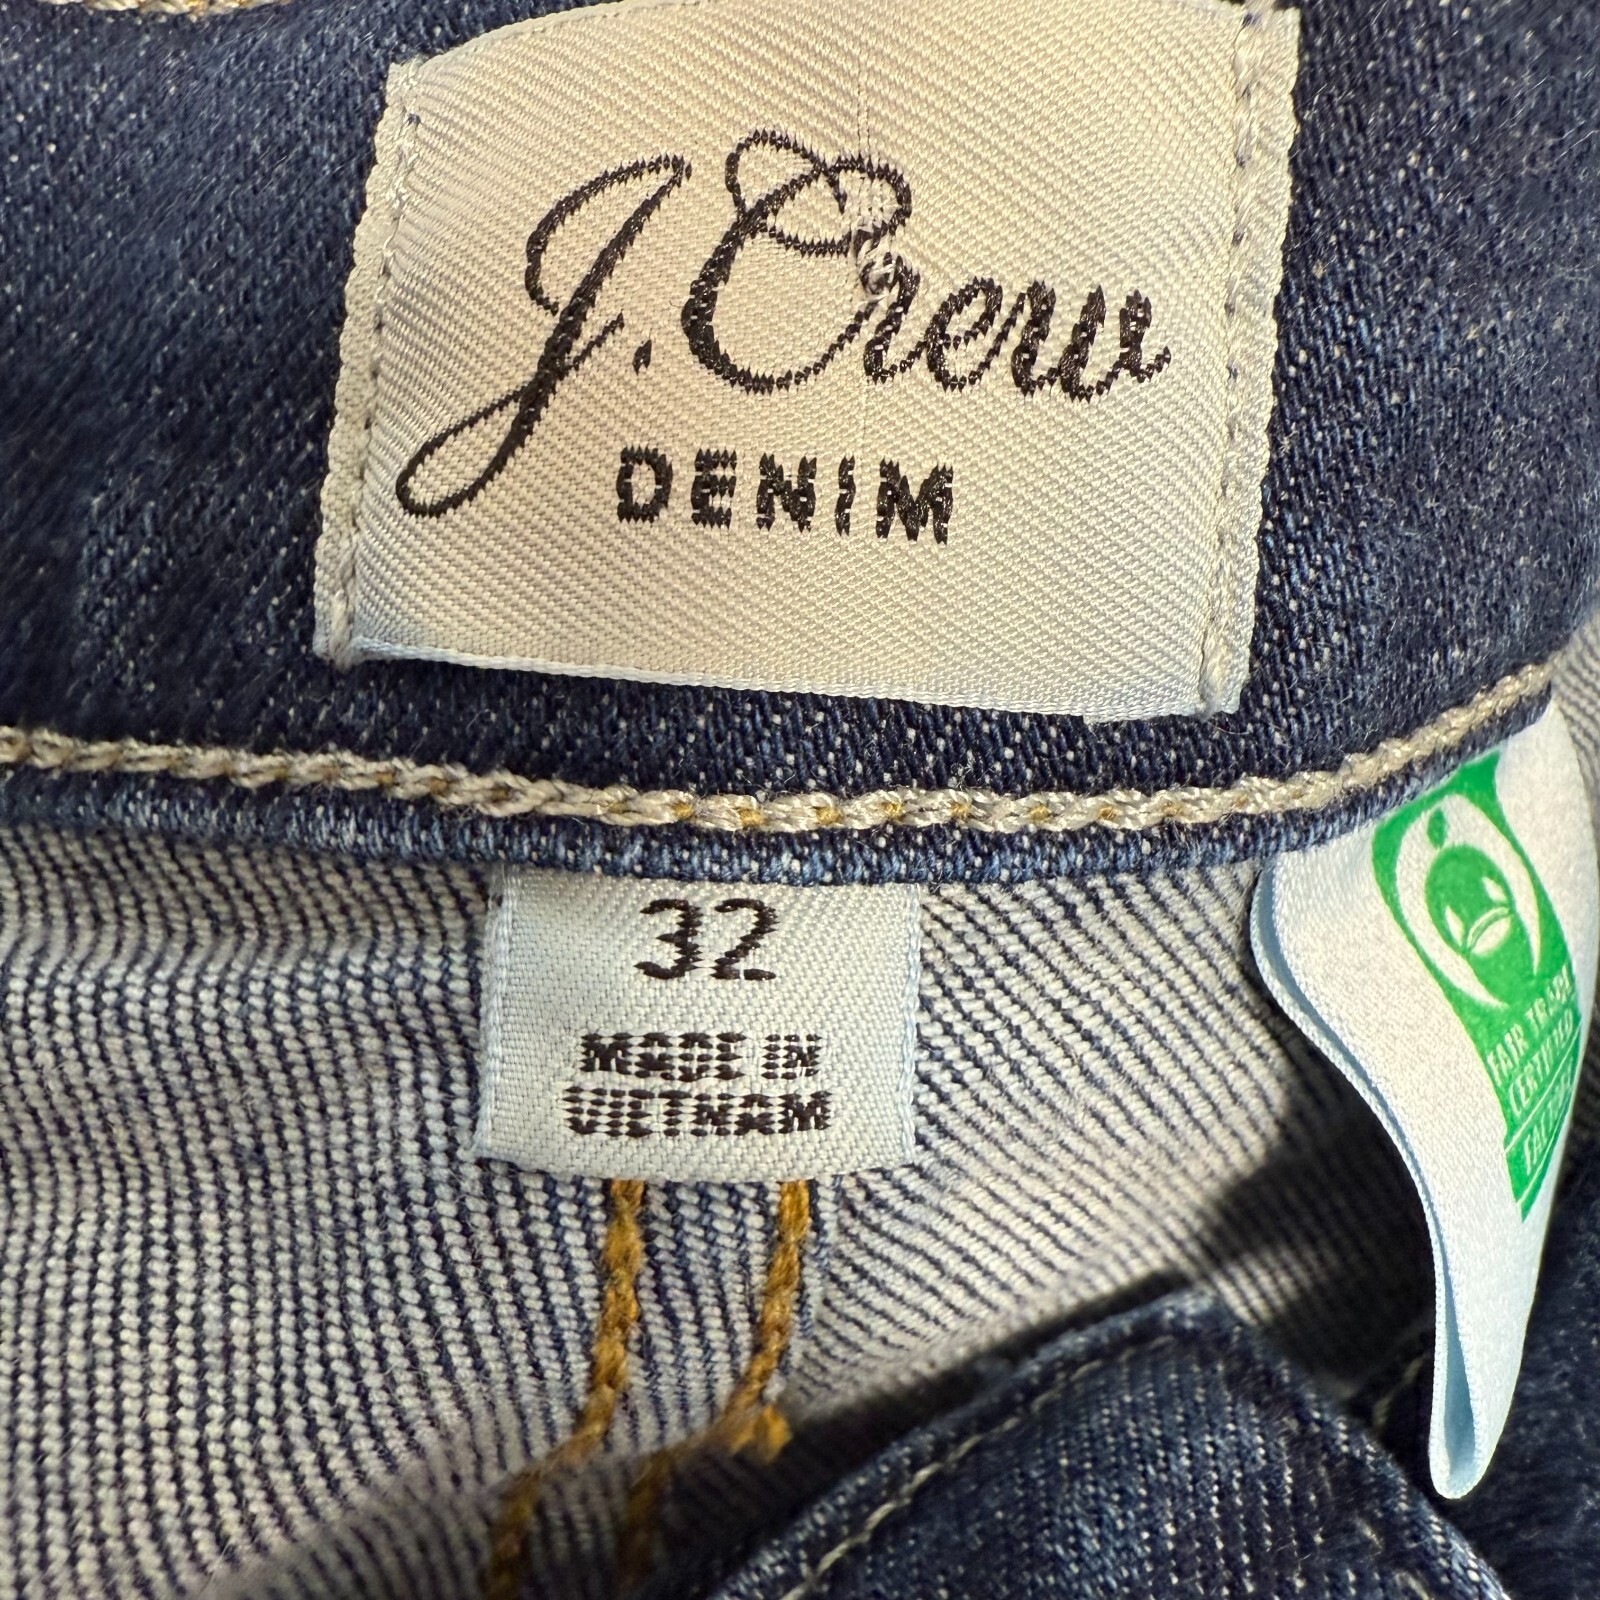 J.Crew
DENIM
32
MADE IN
VIETNAM
FAIR TRADE
CERTIFIED